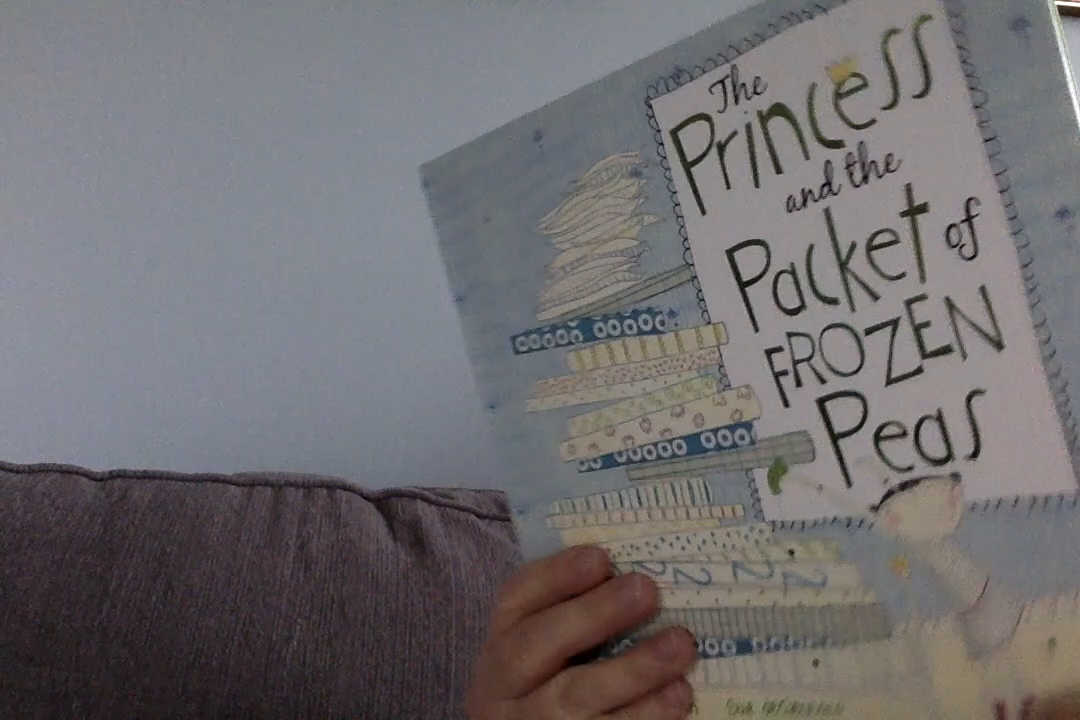 The
Princess
and the
Packet of
FROZEN
Peas